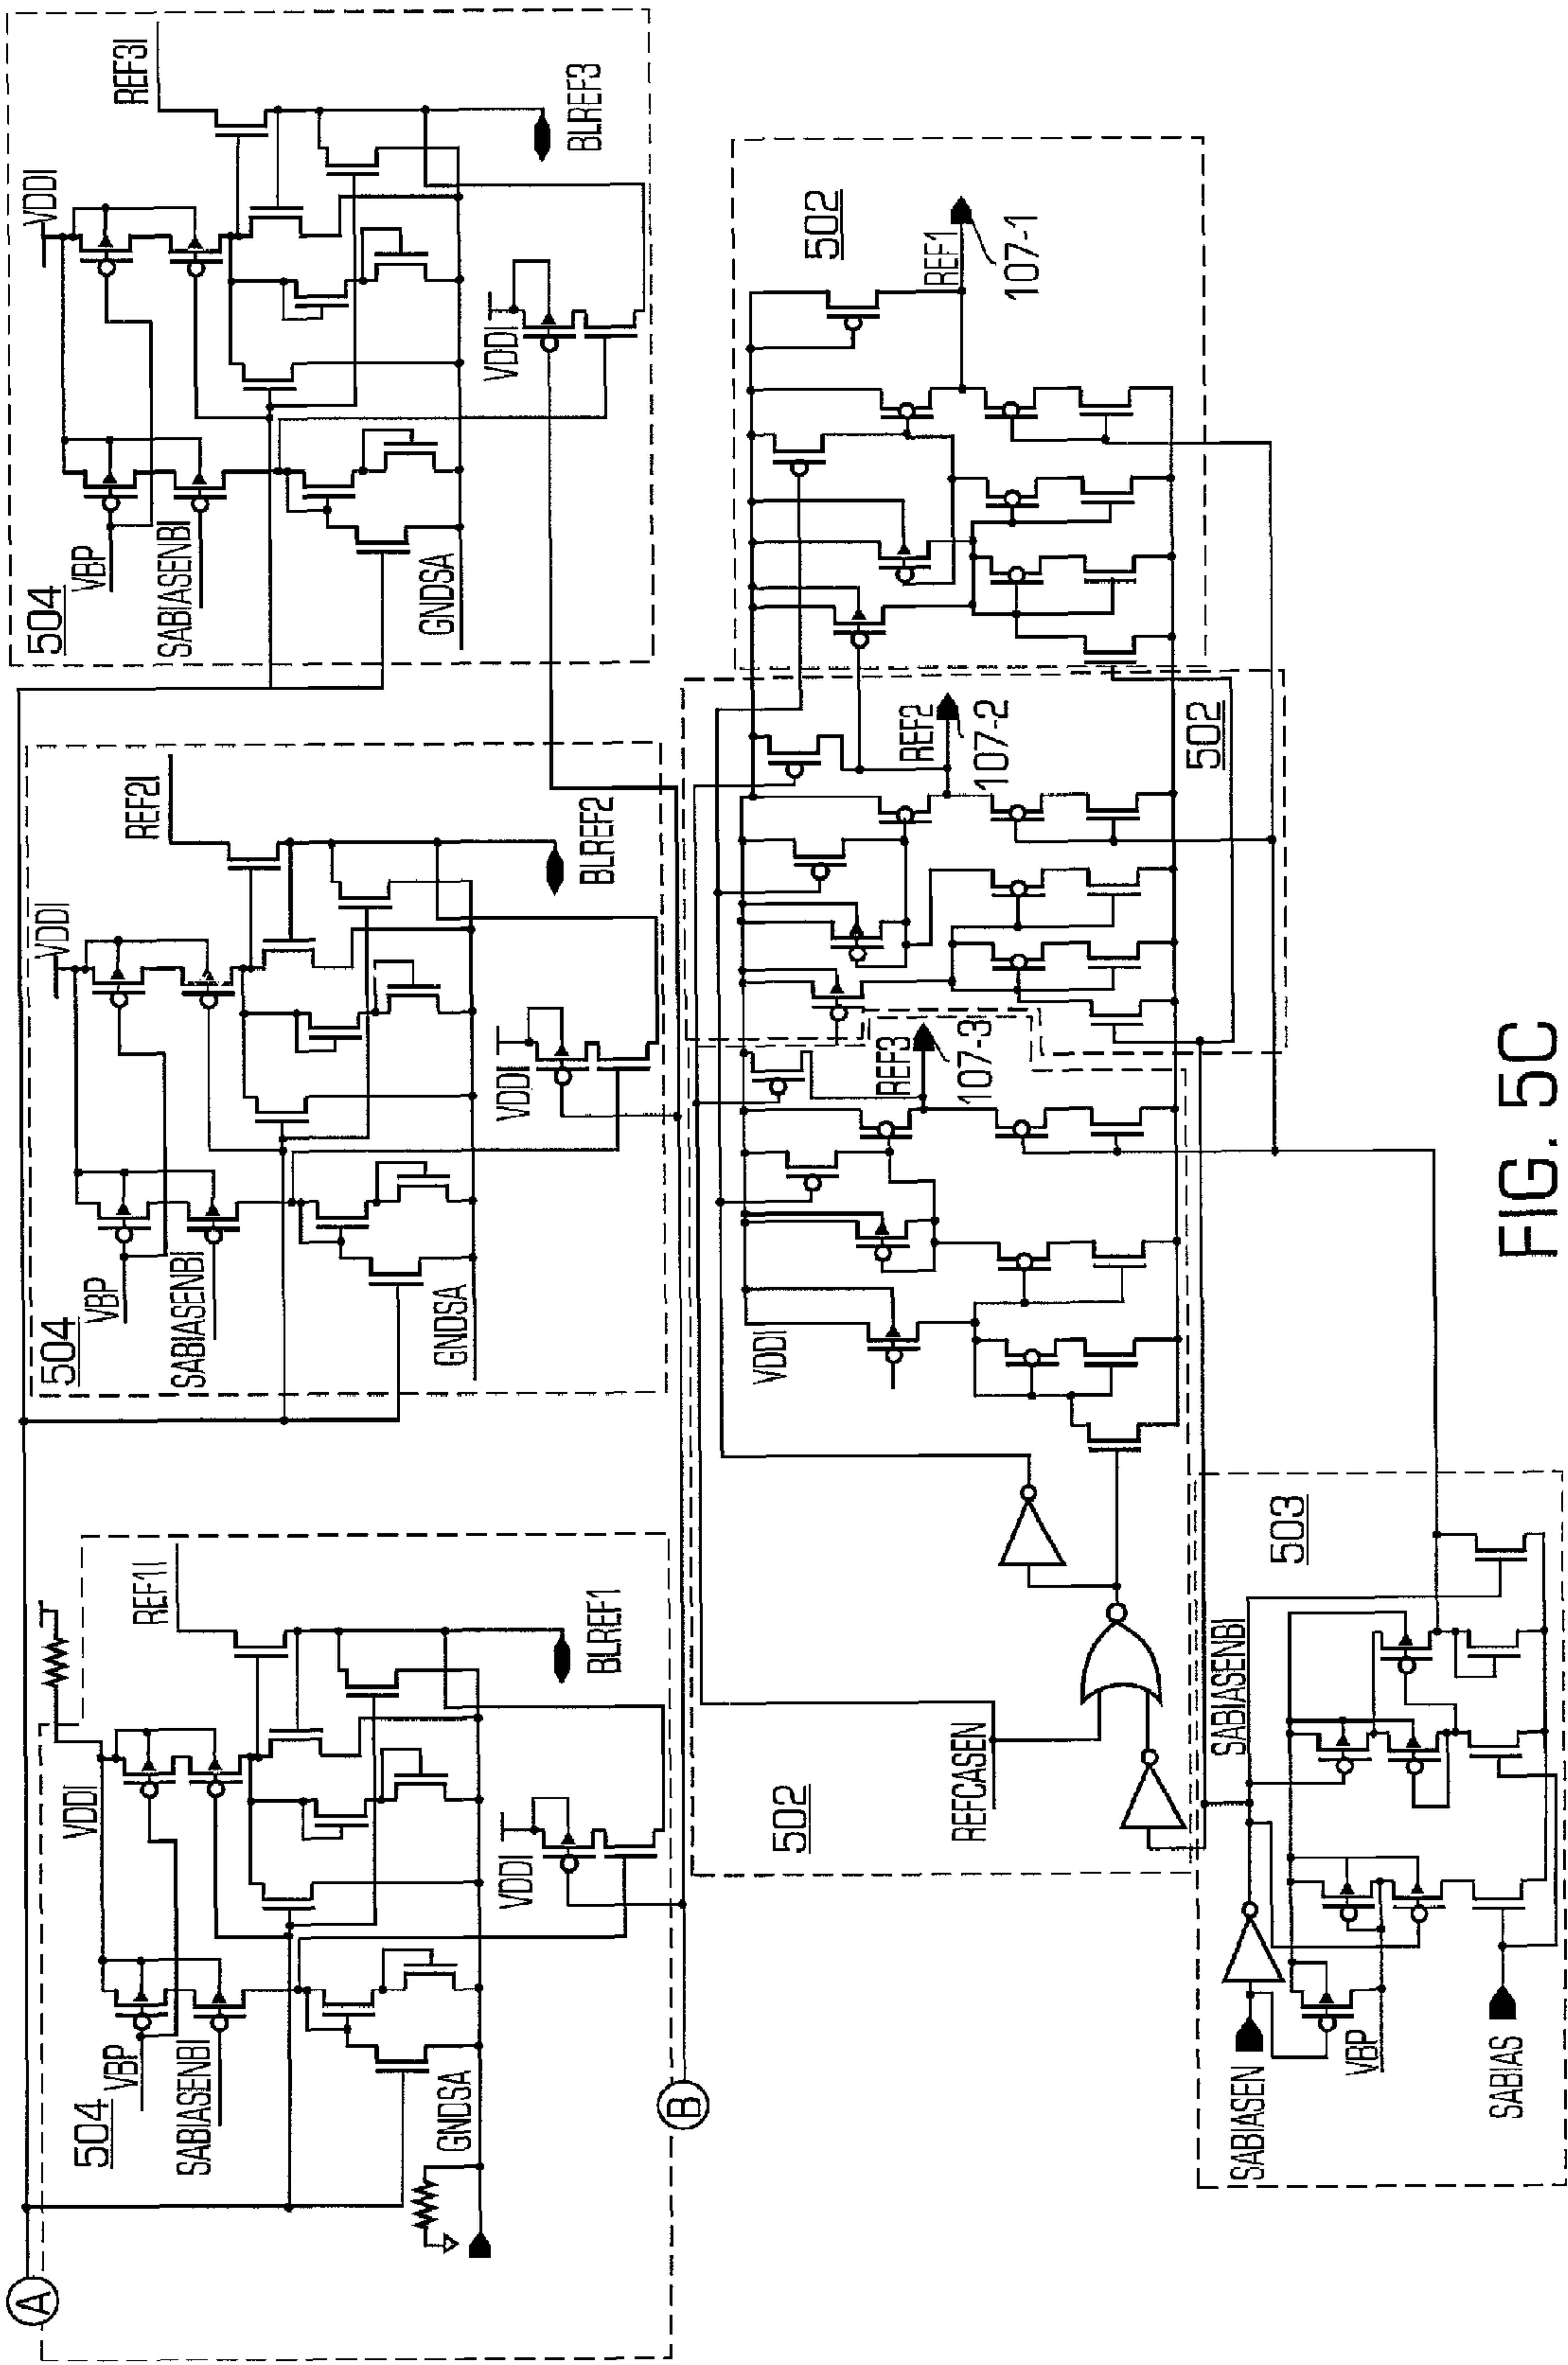 A
504
VDDI
REF1I
VBP
SABIASENBI
GNDSA
VDDI
BLREF1
504
VDDI
REF2I
VBP
SABIASENBI
GNDSA
VDDI
BLREF2
504
VDDI
REF3I
VBP
SABIASENBI
GNDSA
VDDI
BLREF3
B
502
REFCASEN
VDDI
REF3
107-3
REF2
107-2
502
502
REF1
107-1
503
SABIASEN
SABIASENBI
VBP
SABIAS
FIG. 5C